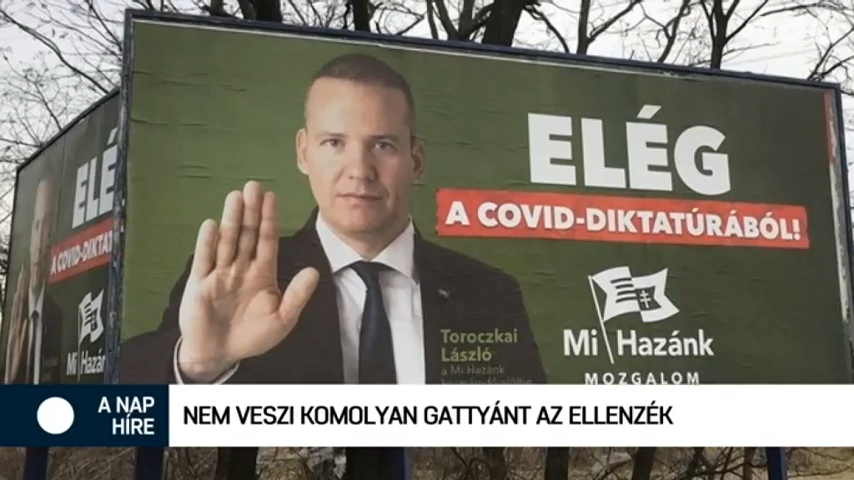 ELÉG
A COVID-DIKTATÚRÁBÓL!
Mi Hazánk
MOZGALOM
Toroczkai
László
a Mi Hazánk
ELÉ
A COVID-DIKTAT
Mi
Hazán
A NAP
HÍRE
NEM VESZI KOMOLYAN GATTYÁNT AZ ELLENZÉK